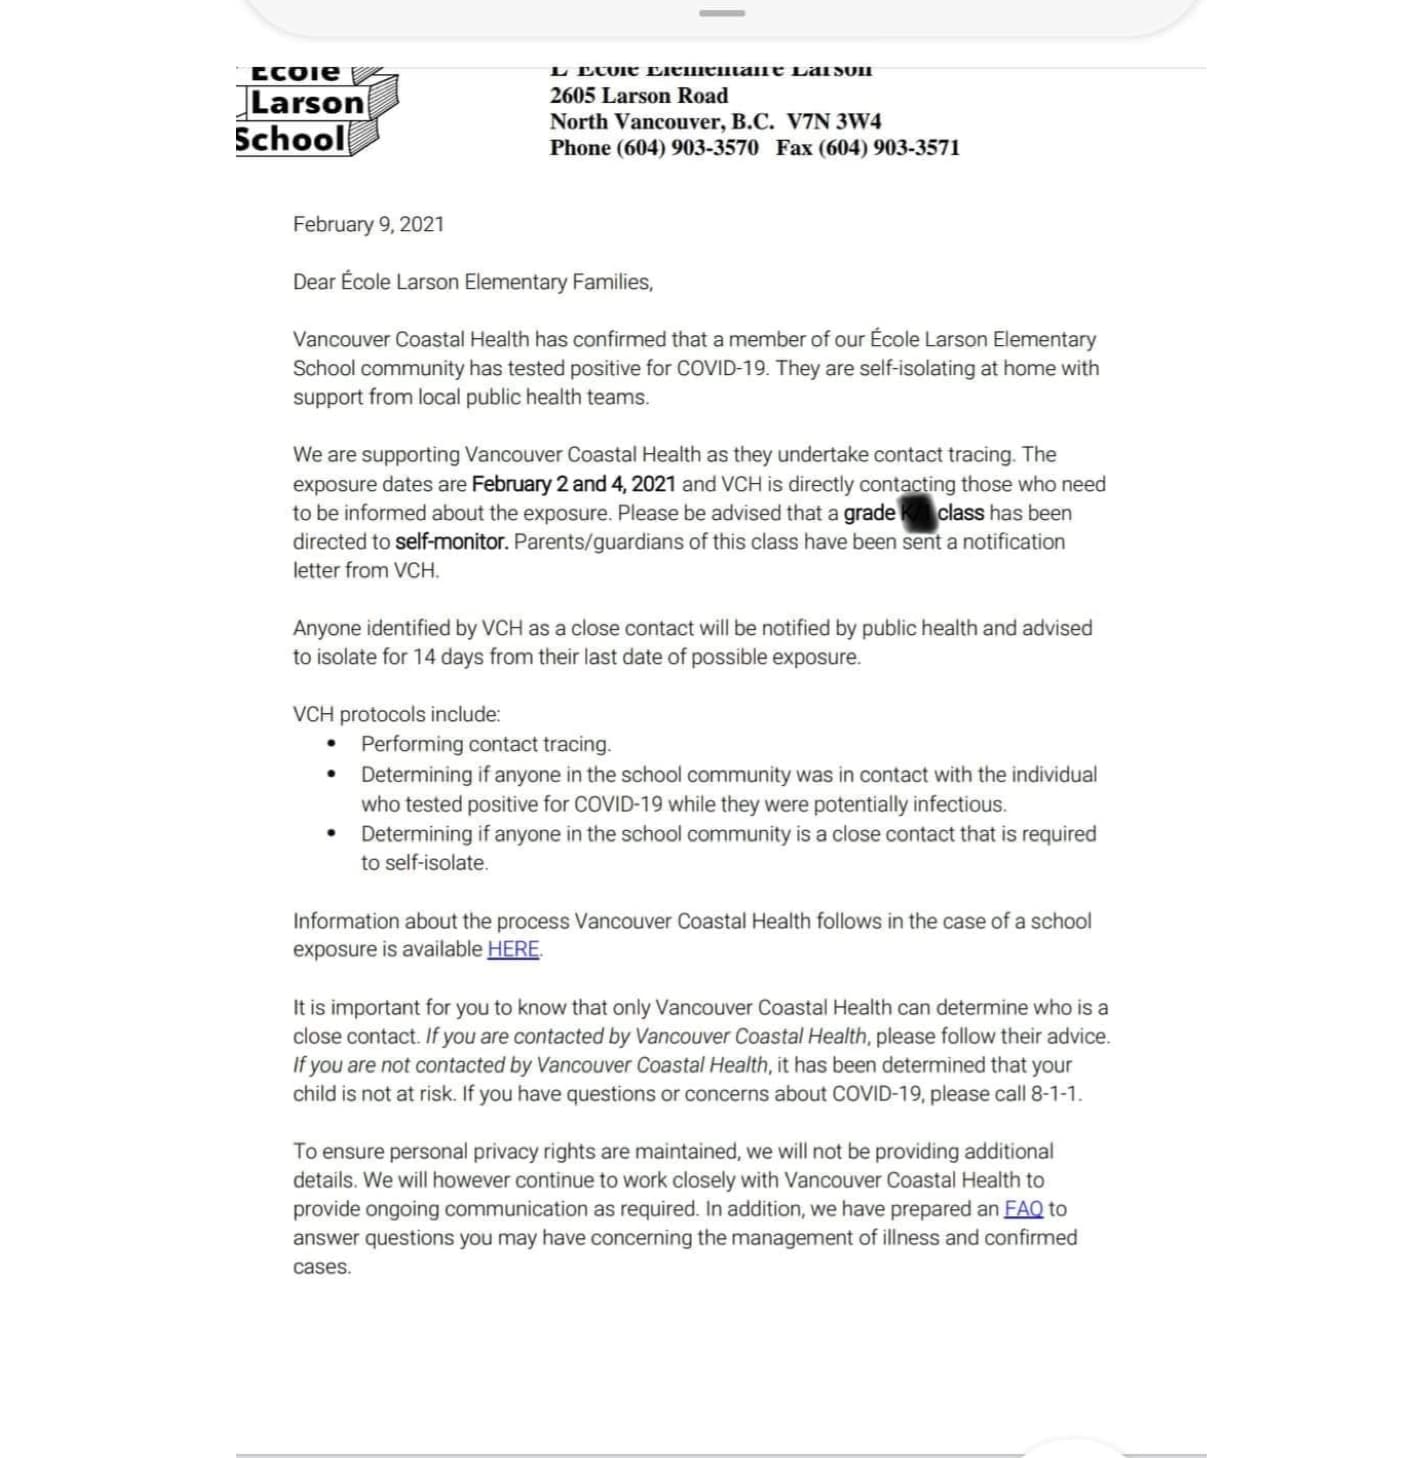 École
Larson
School
L'École Élémentaire Larson
2605 Larson Road
North Vancouver, B.C. V7N 3W4
Phone (604) 903-3570 Fax (604) 903-3571
February 9, 2021
Dear École Larson Elementary Families,
Vancouver Coastal Health has confirmed that a member of our École Larson Elementary
School community has tested positive for COVID-19. They are self-isolating at home with
support from local public health teams.
We are supporting Vancouver Coastal Health as they undertake contact tracing. The
exposure dates are February 2 and 4, 2021 and VCH is directly contacting those who need
to be informed about the exposure. Please be advised that a grade class has been
directed to self-monitor. Parents/guardians of this class have been sent a notification
letter from VCH.
Anyone identified by VCH as a close contact will be notified by public health and advised
to isolate for 14 days from their last date of possible exposure.
VCH protocols include:
• Performing contact tracing.
• Determining if anyone in the school community was in contact with the individual
who tested positive for COVID-19 while they were potentially infectious.
• Determining if anyone in the school community is a close contact that is required
to self-isolate.
Information about the process Vancouver Coastal Health follows in the case of a school
exposure is available HERE.
It is important for you to know that only Vancouver Coastal Health can determine who is a
close contact. If you are contacted by Vancouver Coastal Health, please follow their advice.
If you are not contacted by Vancouver Coastal Health, it has been determined that your
child is not at risk. If you have questions or concerns about COVID-19, please call 8-1-1.
To ensure personal privacy rights are maintained, we will not be providing additional
details. We will however continue to work closely with Vancouver Coastal Health to
provide ongoing communication as required. In addition, we have prepared an FAQ to
answer questions you may have concerning the management of illness and confirmed
cases.